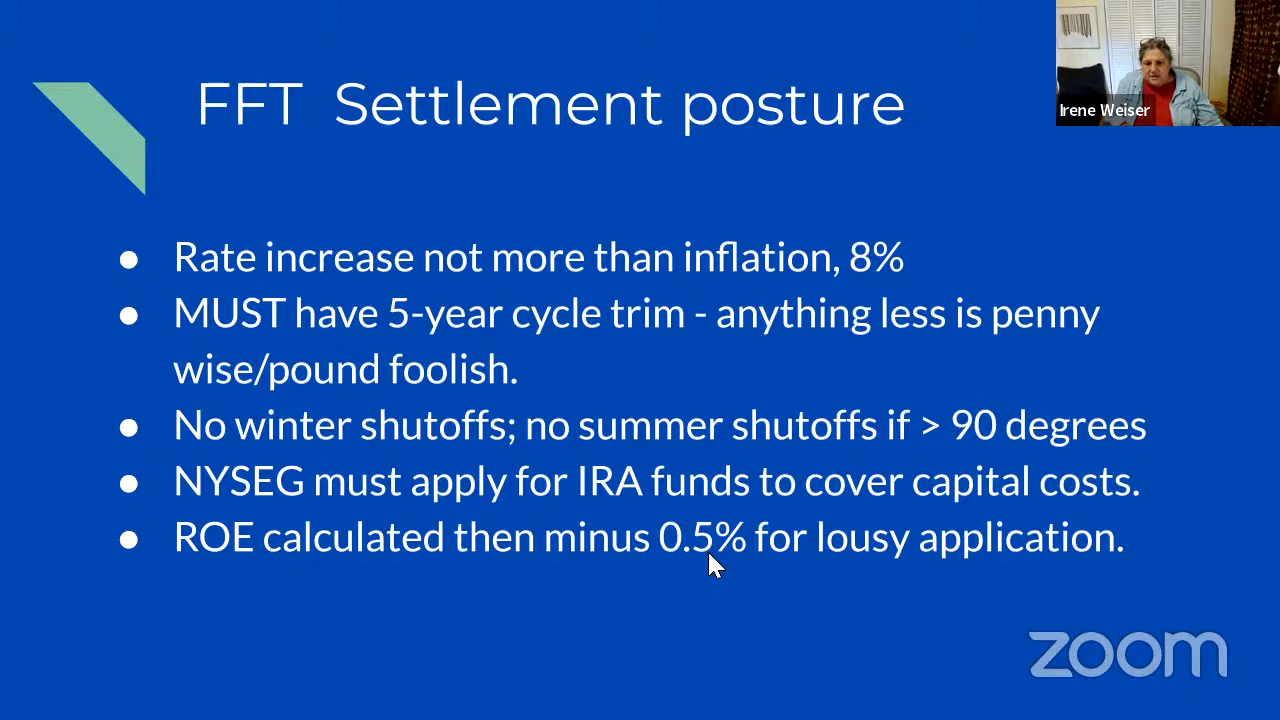 FFT Settlement posture
Irene Weiser
● Rate increase not more than inflation, 8%
● MUST have 5-year cycle trim - anything less is penny
wise/pound foolish.
● No winter shutoffs; no summer shutoffs if > 90 degrees
● NYSEG must apply for IRA funds to cover capital costs.
● ROE calculated then minus 0.5% for lousy application.
zoom